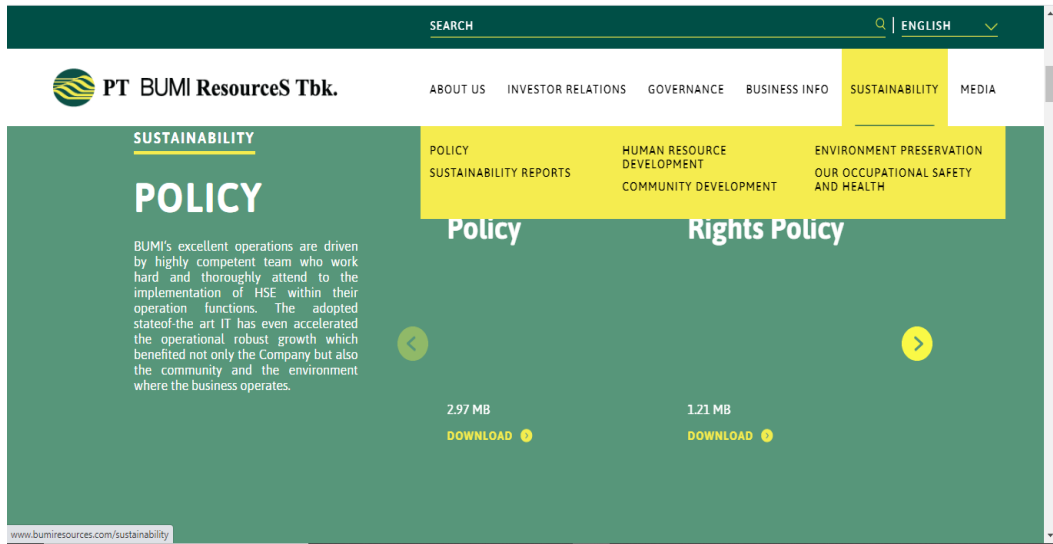 SEARCH
ENGLISH
PT BUMI ResourceS Tbk.
ABOUT US
INVESTOR RELATIONS
GOVERNANCE
BUSINESS INFO
SUSTAINABILITY
MEDIA
POLICY
SUSTAINABILITY REPORTS
HUMAN RESOURCE
DEVELOPMENT
COMMUNITY DEVELOPMENT
ENVIRONMENT PRESERVATION
OUR OCCUPATIONAL SAFETY
AND HEALTH
SUSTAINABILITY
POLICY
BUMI's excellent operations are driven
by highly competent team who work
hard and thoroughly attend to the
implementation of HSE within their
operation functions. The adopted
stateof-the art IT has even accelerated
the operational robust growth which
benefited not only the Company but also
the community and the environment
where the business operates.
Policy
2.97 MB
DOWNLOAD
Rights Policy
1.21 MB
DOWNLOAD
www.bumiresources.com/sustainability